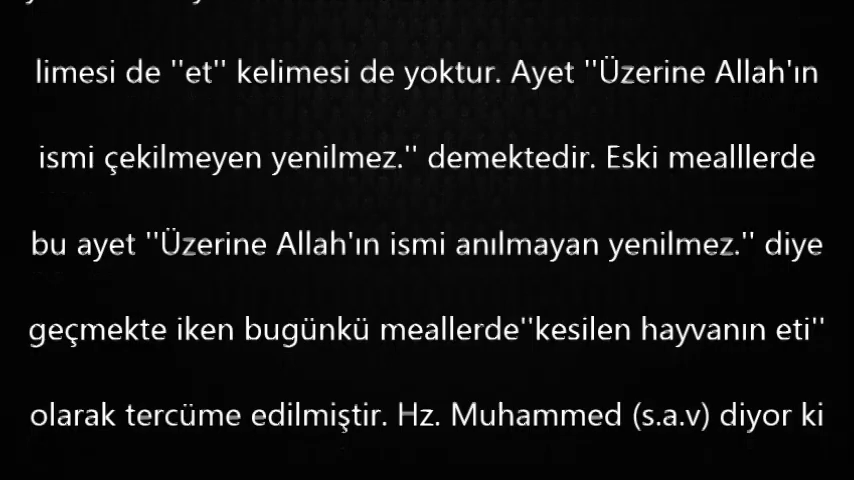 limesi de ''et'' kelimesi de yoktur. Ayet ''Üzerine Allah'ın
ismi çekilmeyen yenilmez.'' demektedir. Eski mealllerde
bu ayet ''Üzerine Allah'ın ismi anılmayan yenilmez.'' diye
geçmekte iken bugünkü meallerde''kesilen hayvanın eti''
olarak tercüme edilmiştir. Hz. Muhammed (s.a.v) diyor ki